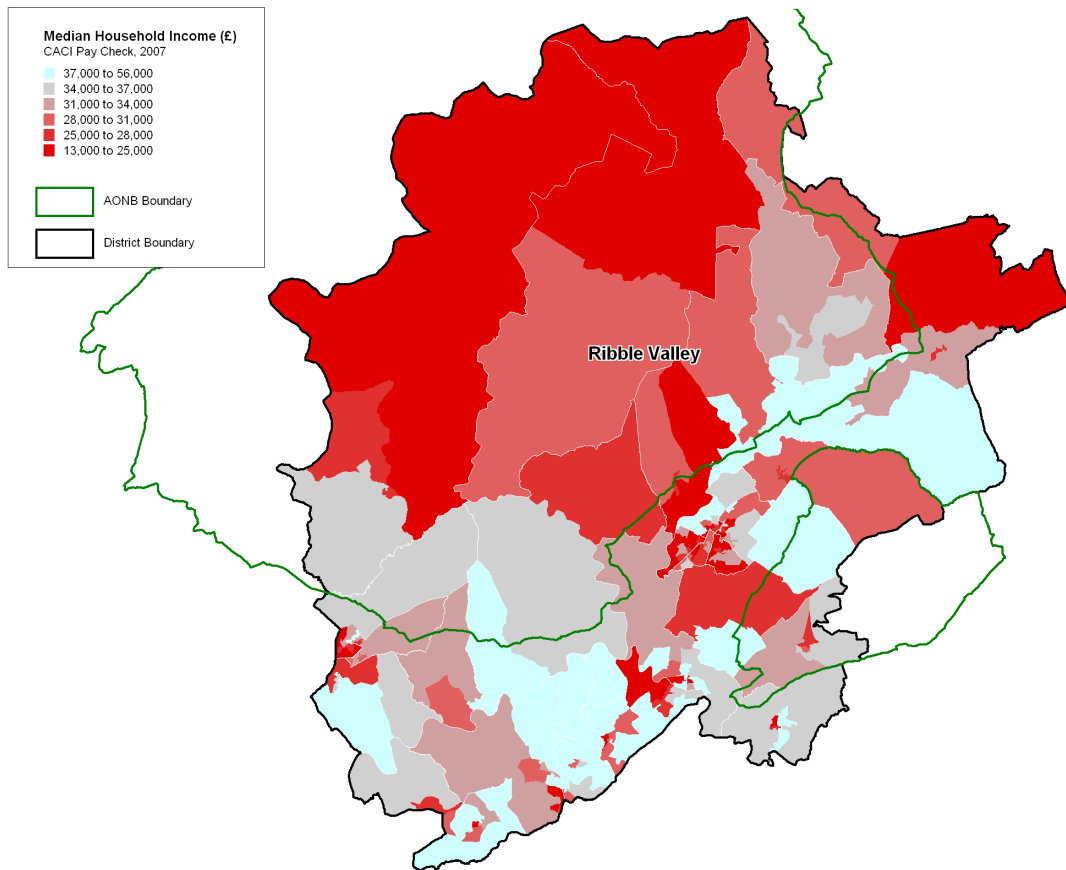 Median Household Income (£)
CACI Pay Check, 2007
37,000 to 56,000
34,000 to 37,000
31,000 to 34,000
28,000 to 31,000
25,000 to 28,000
13,000 to 25,000
AONB Boundary
District Boundary
Ribble Valley